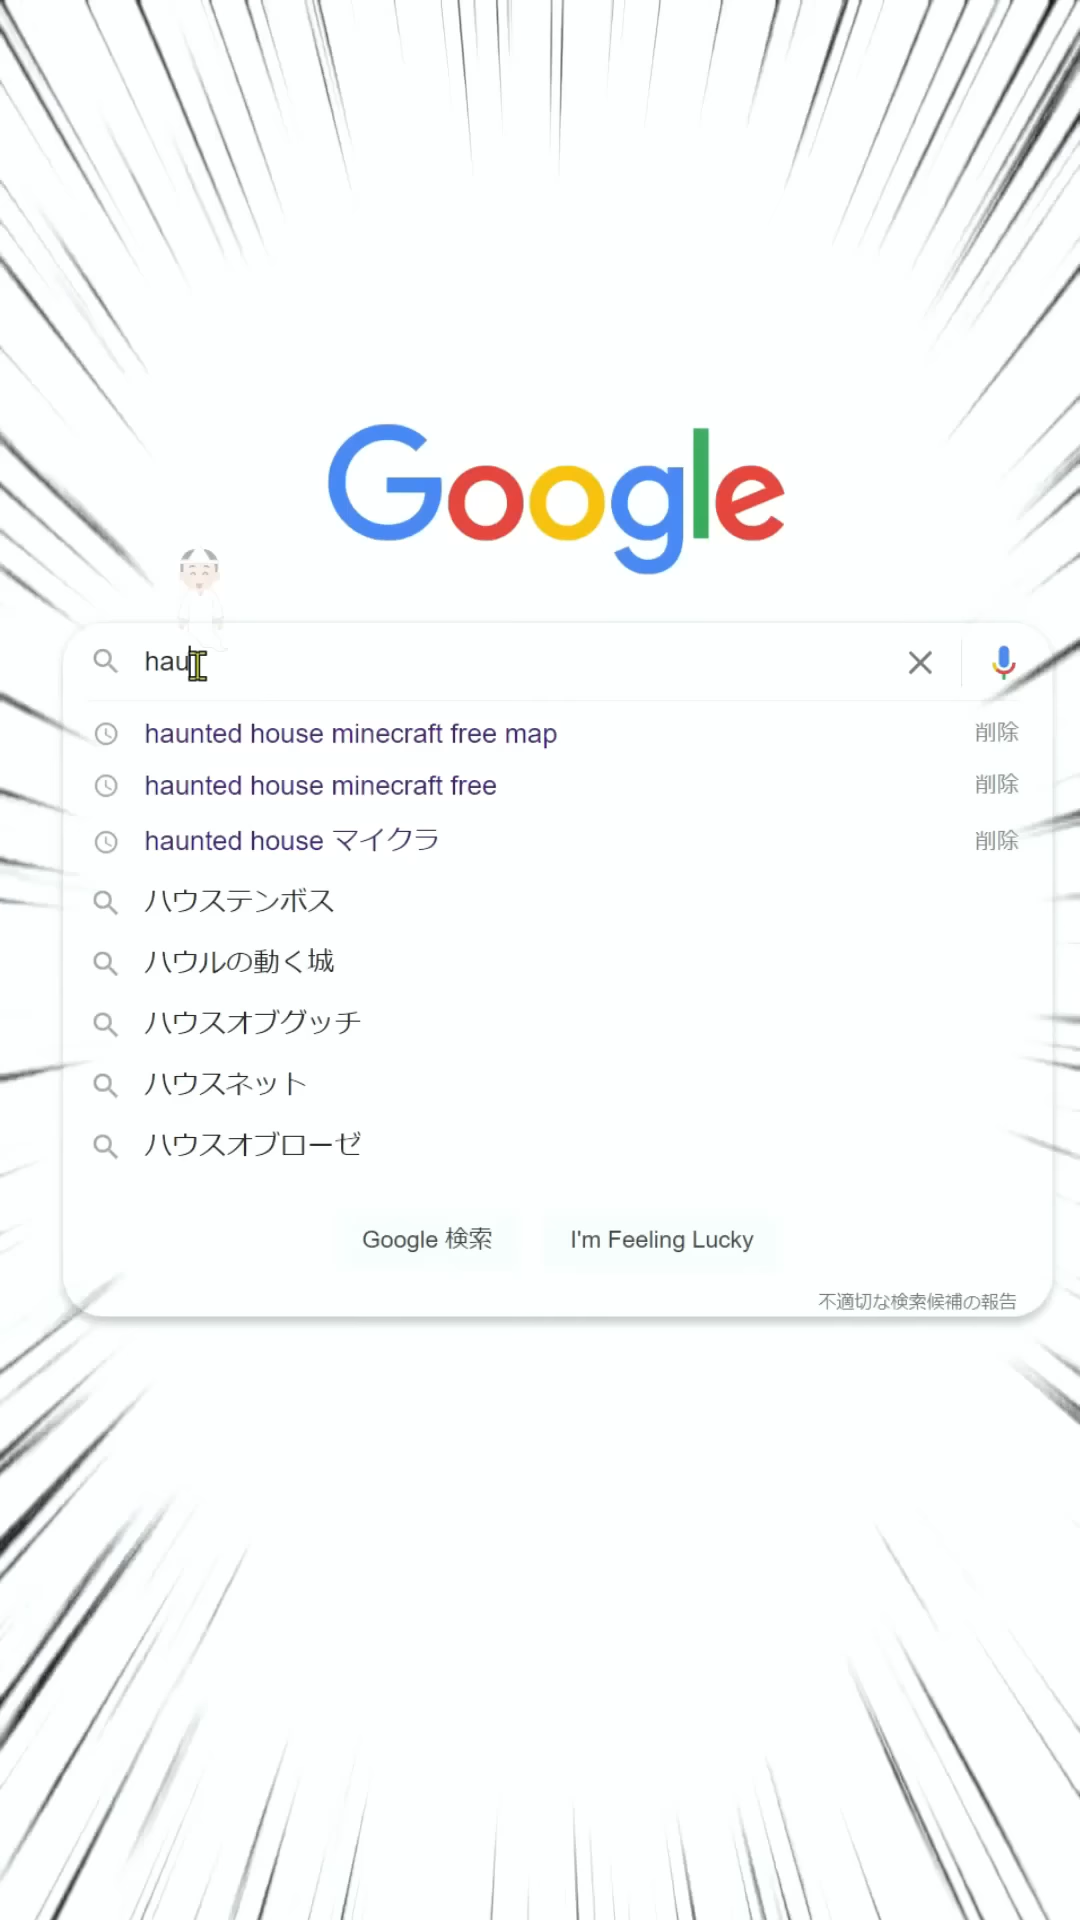 Google
hau
haunted house minecraft free map 削除
haunted house minecraft free 削除
haunted house マイクラ 削除
ハウステンボス
ハウルの動く城
ハウスオブグッチ
ハウスネット
ハウスオブローゼ
Google 検索 I'm Feeling Lucky
不適切な検索候補の報告